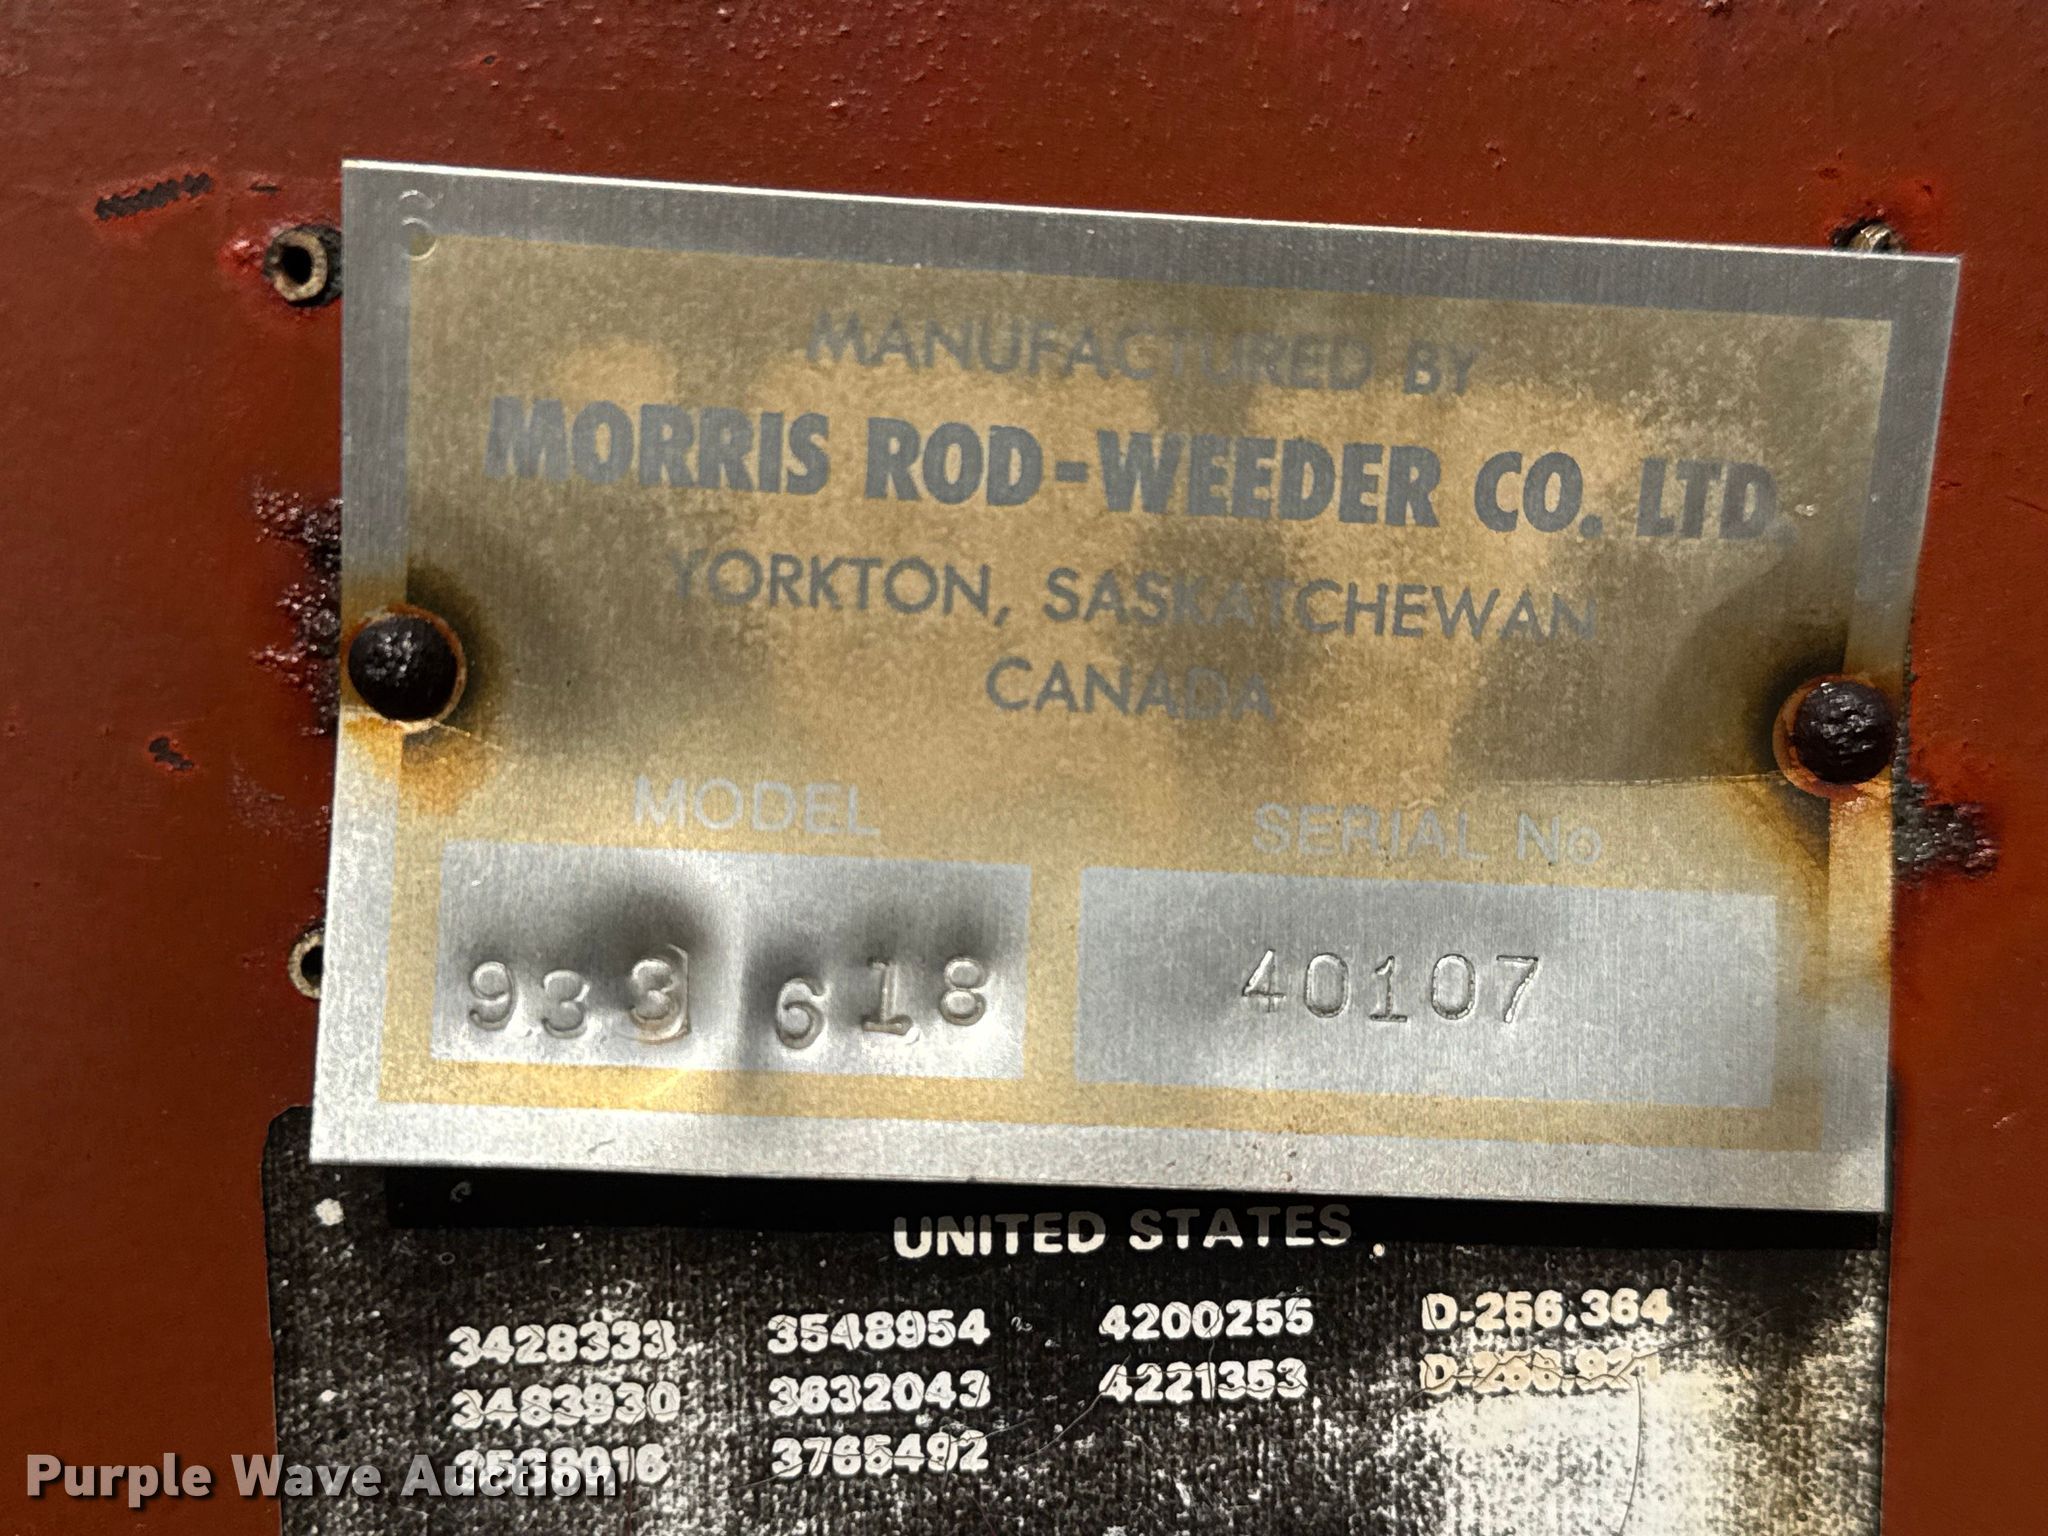 MANUFACTURED BY
MORRIS ROD-WEEDER CO. LTD.
YORKTON, SASKATCHEWAN
CANADA
MODEL SERIAL No
933 618 40107
UNITED STATES
3428333 3548954 4200255 D-256,364
3483930 3632043 4221353
3765492
Purple Wave Auction